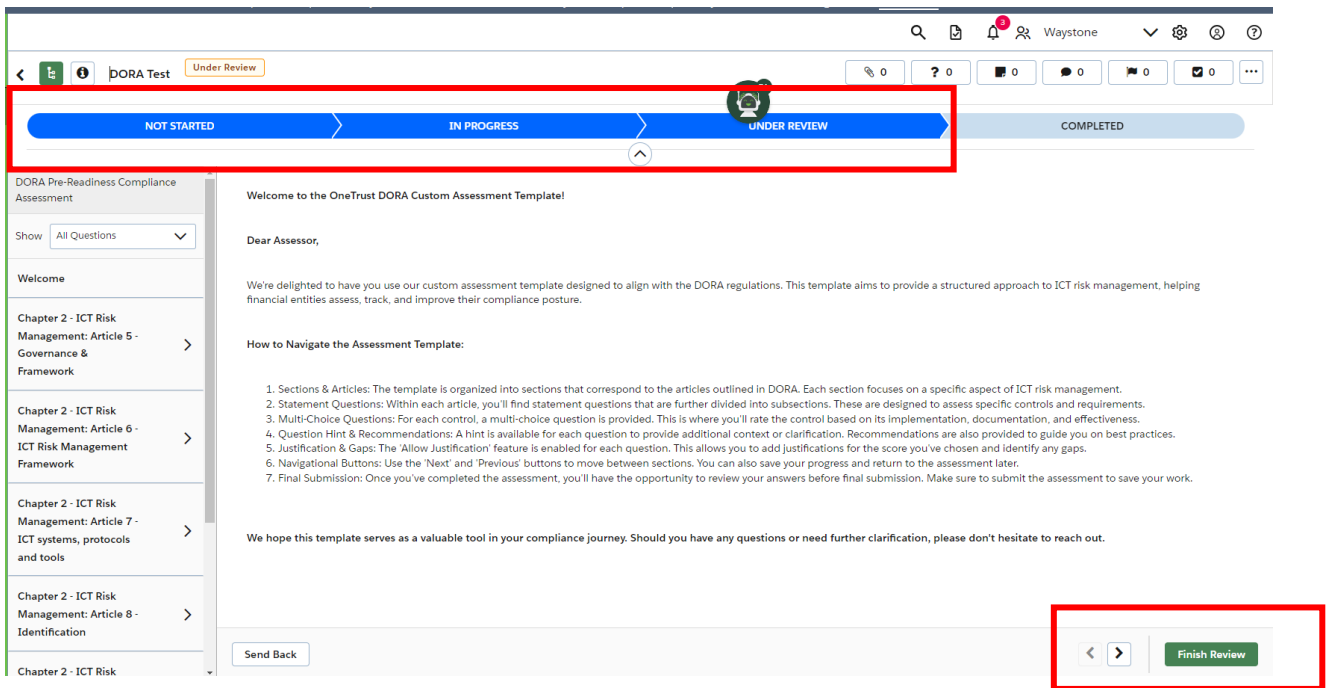 3
Waystone
DORA Test
Under Review
0
? 0
0
0
0
0
...
NOT STARTED
IN PROGRESS
UNDER REVIEW
COMPLETED
DORA Pre-Readiness Compliance
Assessment
Show
All Questions
Welcome
Chapter 2 - ICT Risk
Management: Article 5 -
Governance &
Framework
Chapter 2 - ICT Risk
Management: Article 6 -
ICT Risk Management
Framework
Chapter 2 - ICT Risk
Management: Article 7 -
ICT systems, protocols
and tools
Chapter 2 - ICT Risk
Management: Article 8 -
Identification
Chapter 2 - ICT Risk
Welcome to the OneTrust DORA Custom Assessment Template!
Dear Assessor,
We're delighted to have you use our custom assessment template designed to align with the DORA regulations. This template aims to provide a structured approach to ICT risk management, helping
financial entities assess, track, and improve their compliance posture.
How to Navigate the Assessment Template:
1. Sections & Articles: The template is organized into sections that correspond to the articles outlined in DORA. Each section focuses on a specific aspect of ICT risk management.
2. Statement Questions: Within each article, you'll find statement questions that are further divided into subsections. These are designed to assess specific controls and requirements.
3. Multi-Choice Questions: For each control, a multi-choice question is provided. This is where you'll rate the control based on its implementation, documentation, and effectiveness.
4. Question Hint & Recommendations: A hint is available for each question to provide additional context or clarification. Recommendations are also provided to guide you on best practices.
5. Justification & Gaps: The 'Allow Justification' feature is enabled for each question. This allows you to add justifications for the score you've chosen and identify any gaps.
6. Navigational Buttons: Use the 'Next' and 'Previous' buttons to move between sections. You can also save your progress and return to the assessment later.
7. Final Submission: Once you've completed the assessment, you'll have the opportunity to review your answers before final submission. Make sure to submit the assessment to save your work.
We hope this template serves as a valuable tool in your compliance journey. Should you have any questions or need further clarification, please don't hesitate to reach out.
Send Back
Finish Review